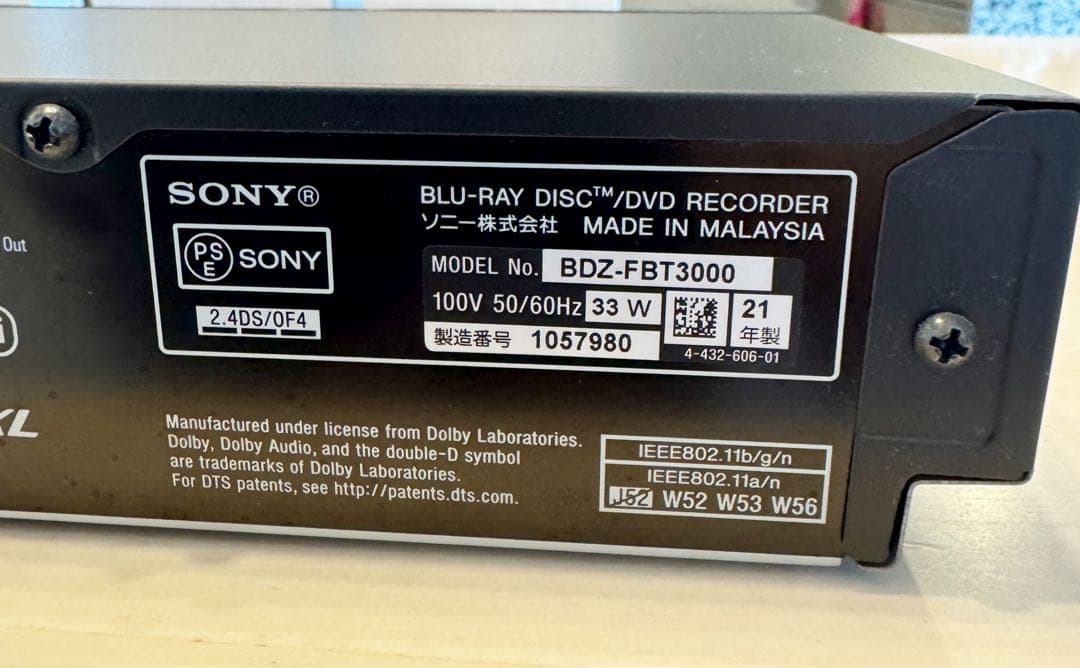 Out
SONY®
BLU-RAY DISC™/DVD RECORDER
ソニー株式会社 MADE IN MALAYSIA
PSE SONY
MODEL No. BDZ-FBT3000
100V 50/60Hz 33 W
21
年製
2.4DS/OF4
製造番号 1057980
4-432-606-01
Manufactured under license from Dolby Laboratories.
Dolby, Dolby Audio, and the double-D symbol
are trademarks of Dolby Laboratories.
For DTS patents, see http://patents.dts.com.
IEEE802.11b/g/n
IEEE802.11a/n
J52 W52 W53 W56